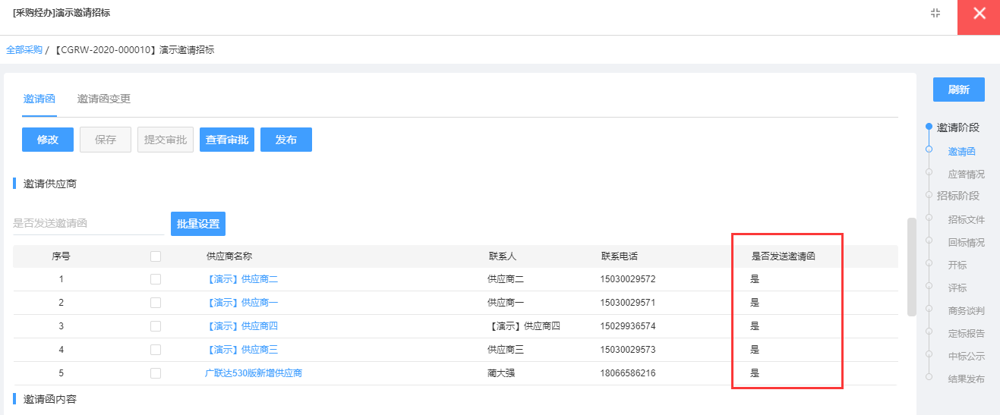 [采购经办]演示邀请招标
全部采购 / 【CGRW-2020-000010】演示邀请招标
邀请函 邀请函变更
修改 保存 提交审批 查看审批 发布
邀请供应商
是否发送邀请函 批量设置
序号 供应商名称 联系人 联系电话 是否发送邀请函
1 【演示】供应商二 供应商二 15030029572 是
2 【演示】供应商一 供应商一 15030029571 是
3 【演示】供应商四 【演示】供应商四 15029936574 是
4 【演示】供应商三 供应商三 15030029573 是
5 广联达530版新增供应商 蔺大强 18066586216 是
邀请函内容
刷新
邀请阶段
邀请函
应答情况
招标阶段
招标文件
回标情况
开标
评标
商务谈判
定标报告
中标公示
结果发布